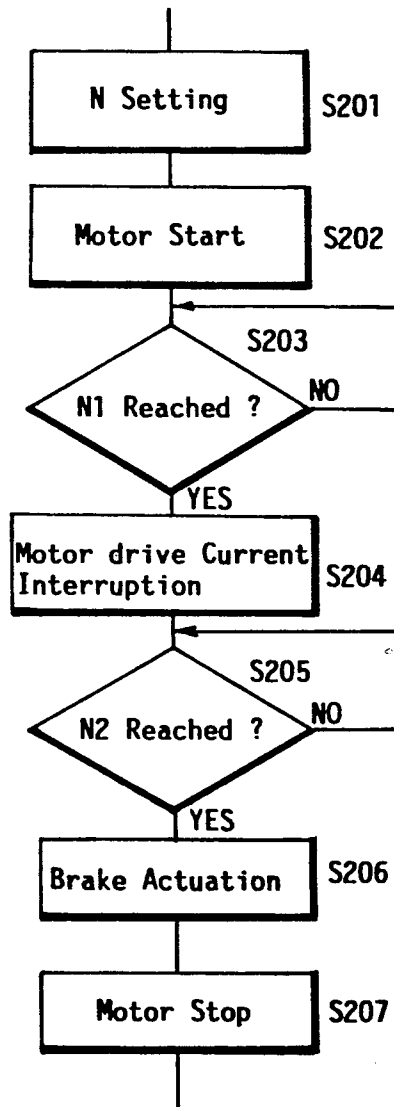 N Setting
S201
Motor Start
S202
S203
N1 Reached ?
NO
YES
Motor drive Current
Interruption
S204
S205
N2 Reached ?
NO
YES
Brake Actuation
S206
Motor Stop
S207